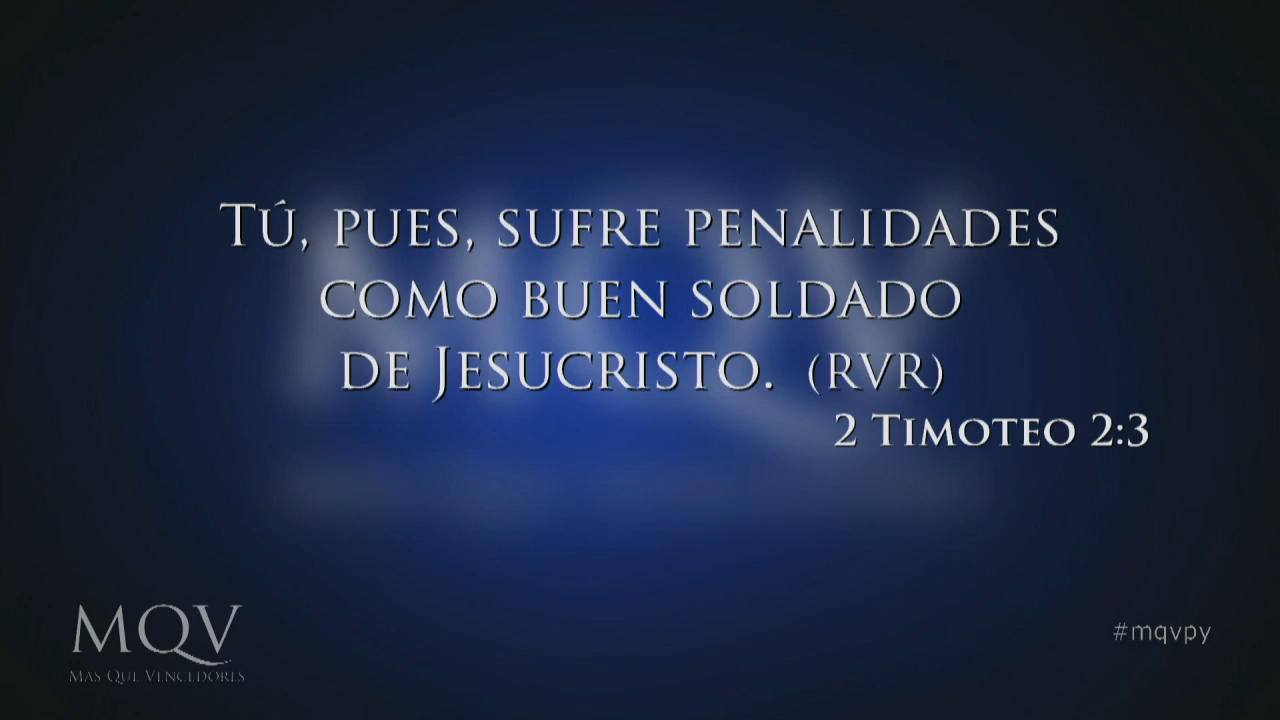 Tú, pues, sufre penalidades
como buen soldado
de Jesucristo. (RVR)
2 Timoteo 2:3
MQV
Mas Que Vencedores
#mqvpy